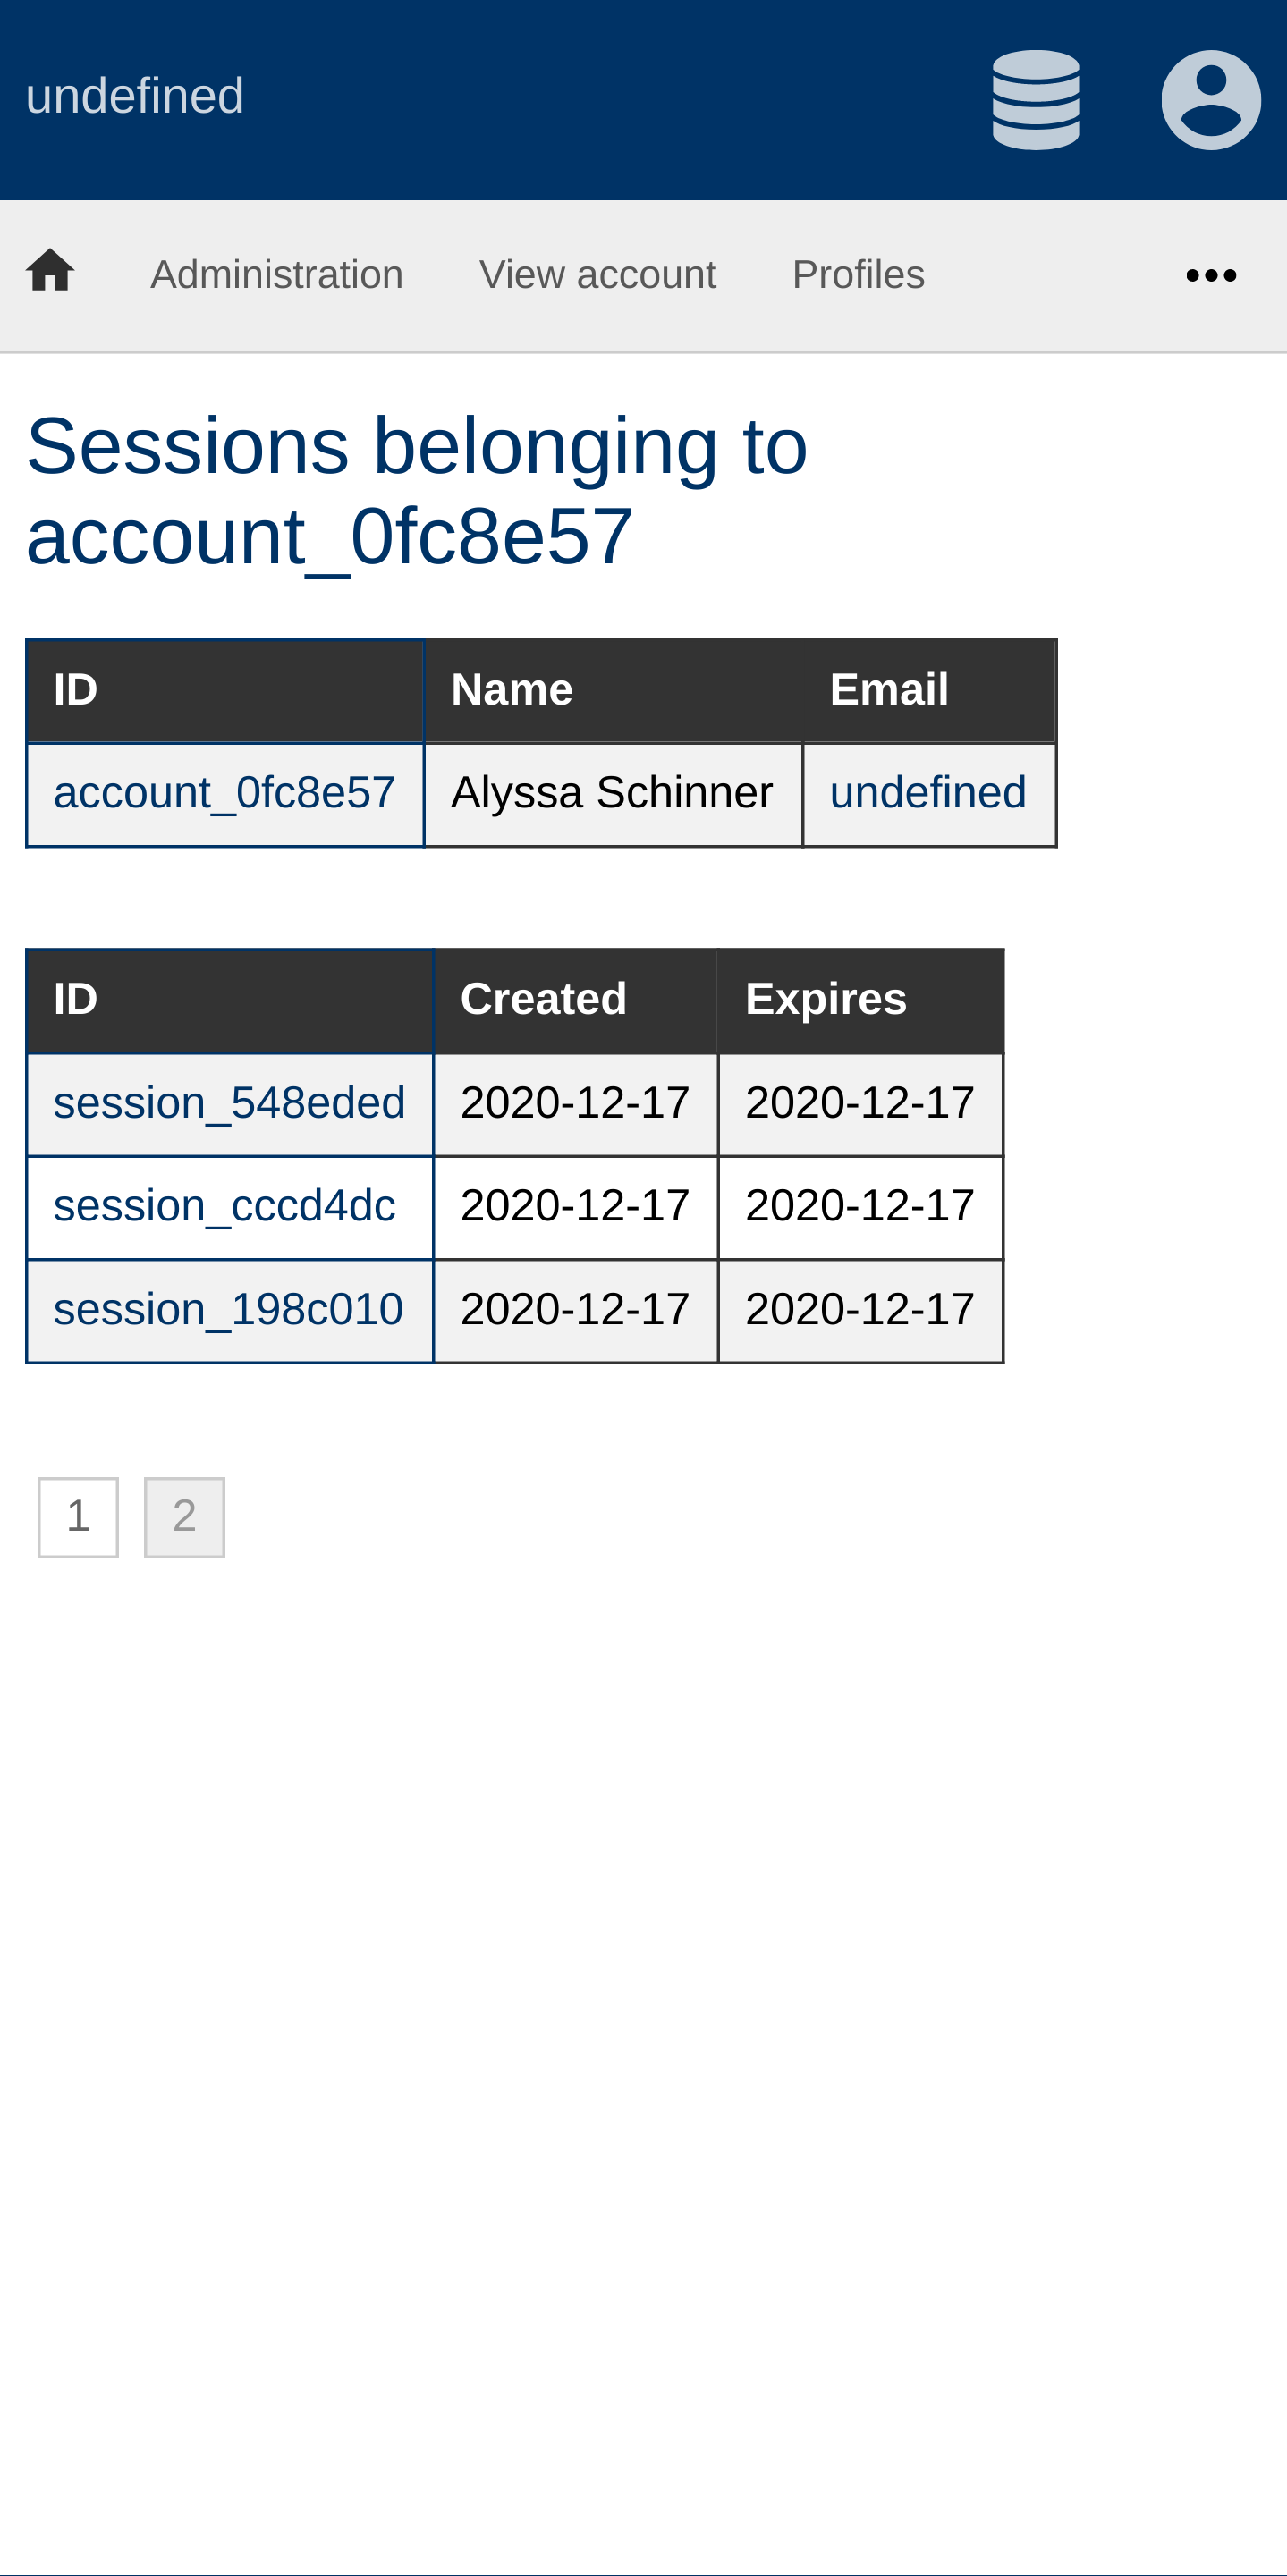 undefined
Administration View account Profiles
Sessions belonging to
account_0fc8e57
ID Name Email
account_0fc8e57 Alyssa Schinner undefined
ID Created Expires
session_548eded 2020-12-17 2020-12-17
session_cccd4dc 2020-12-17 2020-12-17
session_198c010 2020-12-17 2020-12-17
1 2